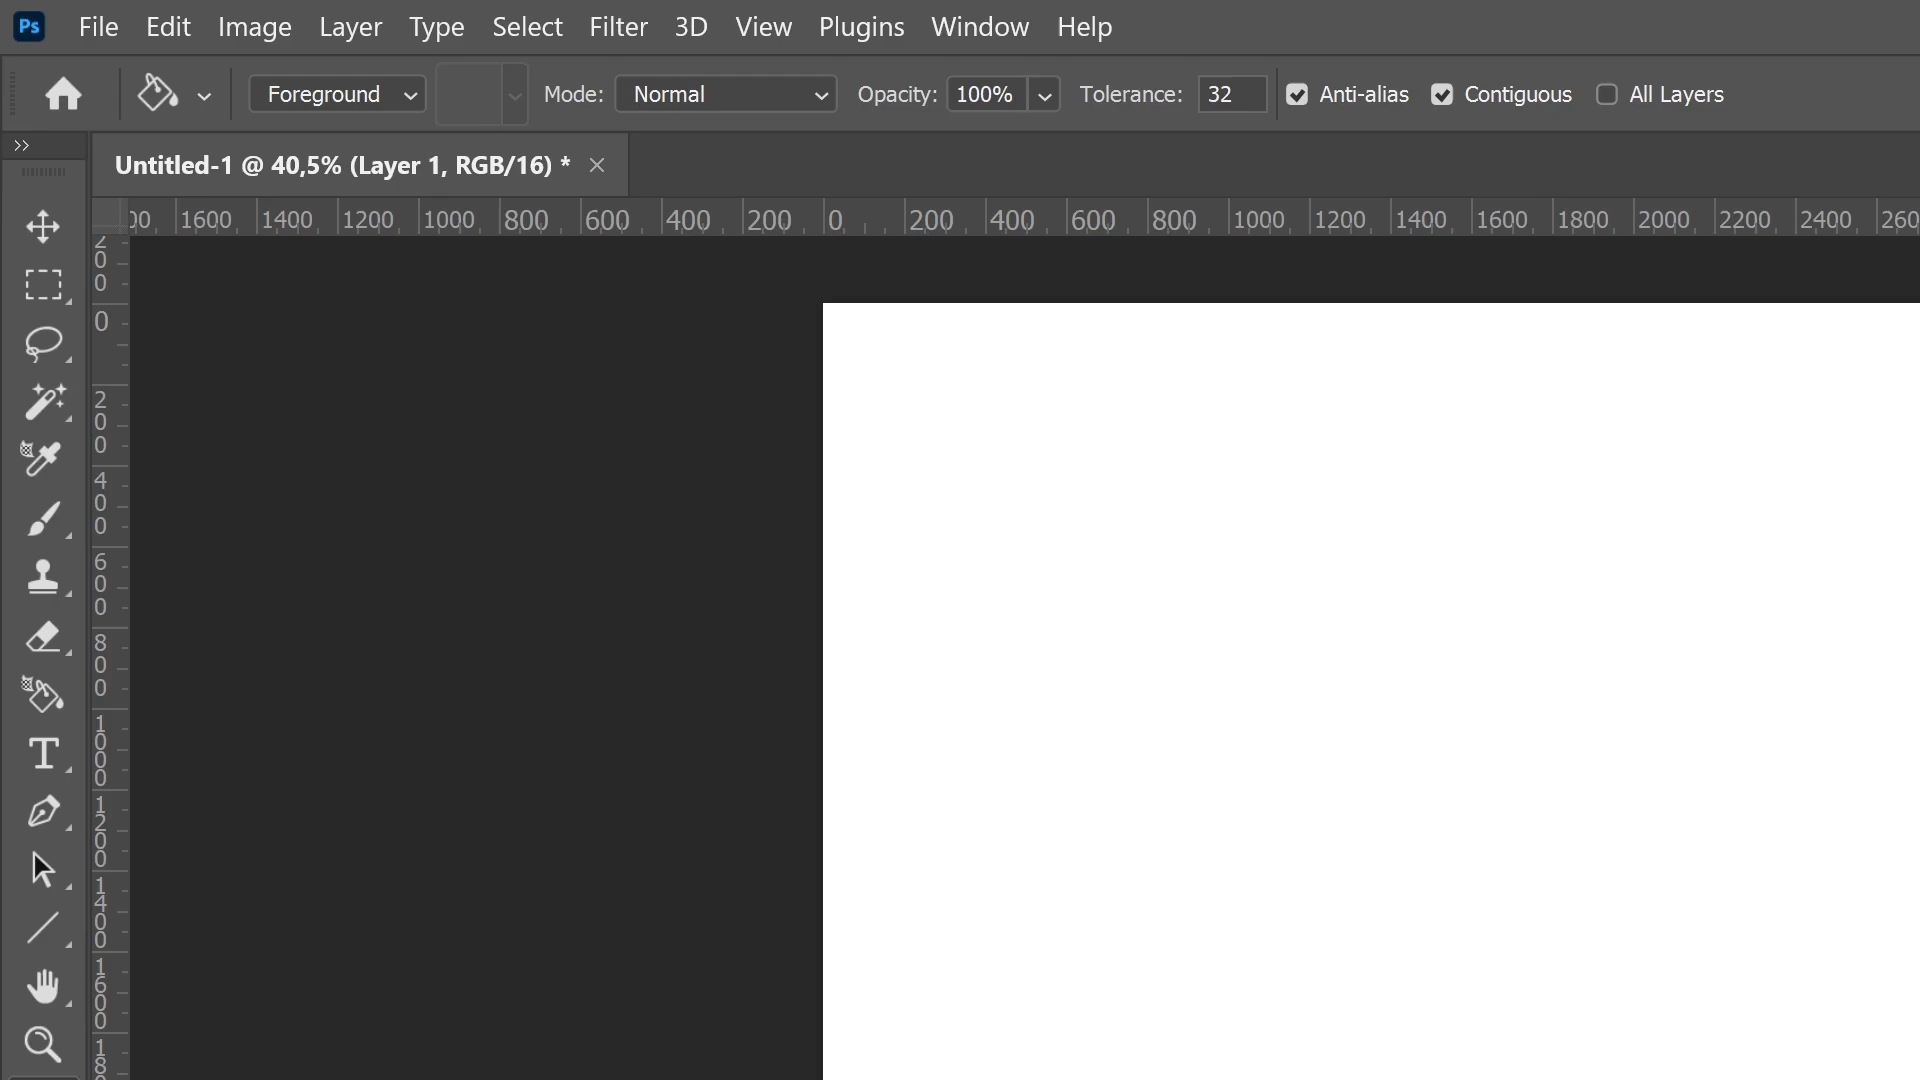 Ps File Edit Image Layer Type Select Filter 3D View Plugins Window Help
Foreground Mode: Normal Opacity: 100% Tolerance: 32 Anti-alias Contiguous All Layers
Untitled-1 @ 40,5% (Layer 1, RGB/16) * ×
00 1600 1400 1200 1000 800 600 400 200 0 200 400 600 800 1000 1200 1400 1600 1800 2000 2200 2400 260
200
0
200
400
600
800
1000
1200
1400
1600
18
T